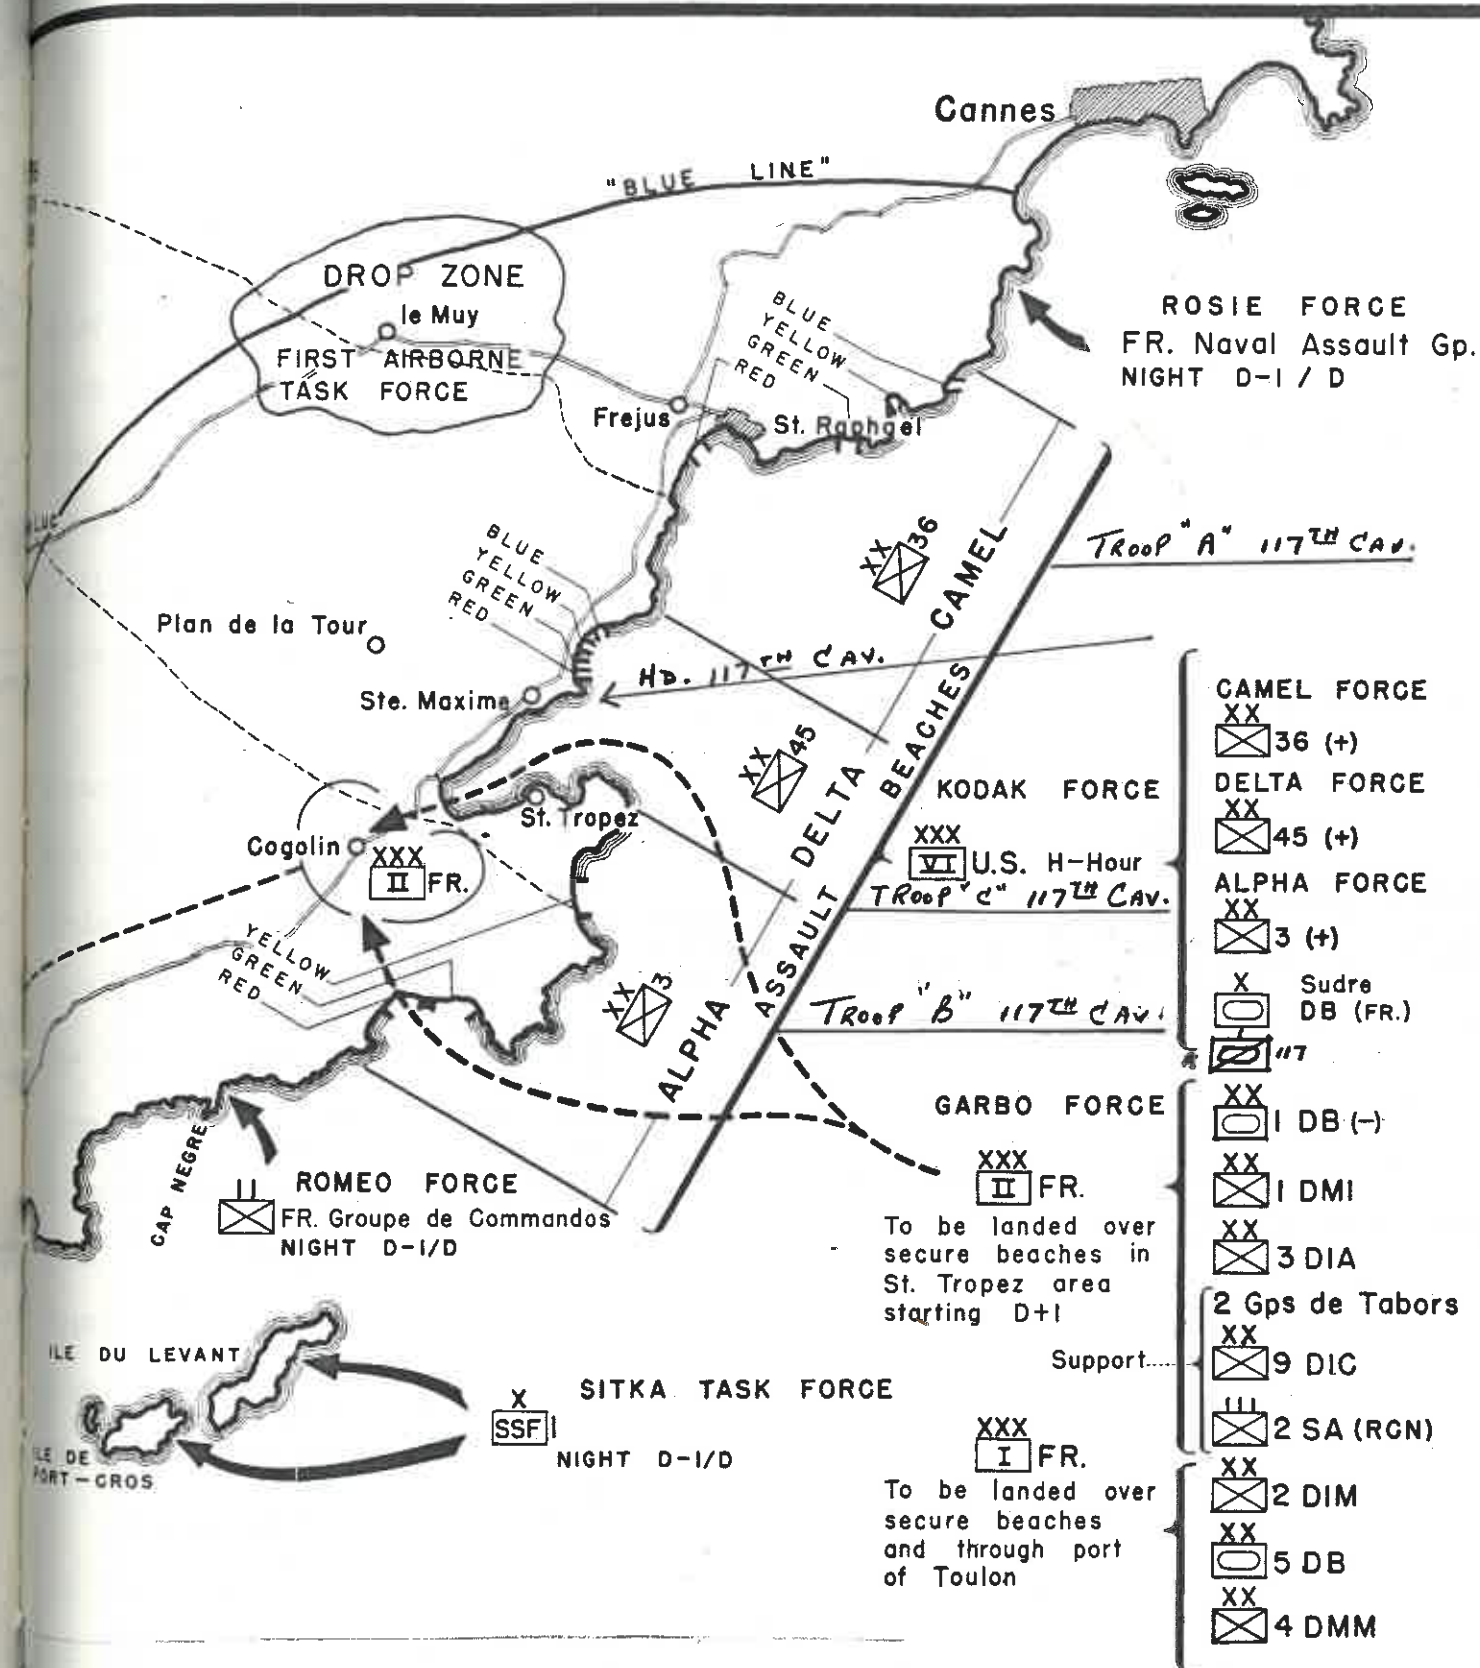 Cannes
"BLUE LINE"
DROP ZONE
le Muy
FIRST AIRBORNE
TASK FORCE
BLUE
YELLOW
GREEN
RED
Frejus
St. Raphael
ROSIE FORCE
FR. Naval Assault Gp.
NIGHT D-1 / D
XX
36
CAMEL
TROOP "A" 117TH CAV.
BLUE
YELLOW
GREEN
RED
Plan de la Tour
Ste. Maxime
HD. 117TH CAV.
XX
45
DELTA
ASSAULT BEACHES
St. Tropez
Cogolin
XXX
II FR.
KODAK FORCE
XXX
VI U.S. H-Hour
TROOP "C" 117TH CAV.
YELLOW
GREEN
RED
XX
3
ALPHA
TROOP "B" 117TH CAV.
CAMEL FORCE
XX
36 (+)
DELTA FORCE
XX
45 (+)
ALPHA FORCE
XX
3 (+)
X
Sudre
DB (FR.)
117
CAP NEGRE
ROMEO FORCE
FR. Groupe de Commandos
NIGHT D-1/D
GARBO FORCE
XXX
II FR.
To be landed over
secure beaches in
St. Tropez area
starting D+1
XX
1 DB (-)
XX
1 DMI
XX
3 DIA
2 Gps de Tabors
Support
XX
9 DIC
III
2 SA (RCN)
ILE DU LEVANT
PORT-CROS
SITKA TASK FORCE
X
SSF 1
NIGHT D-1/D
XXX
I FR.
To be landed over
secure beaches
and through port
of Toulon
XX
2 DIM
XX
5 DB
XX
4 DMM